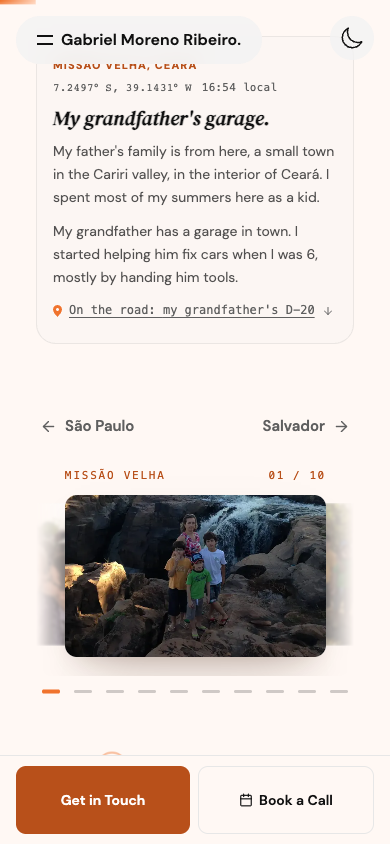 Gabriel Moreno Ribeiro.
MISSÃO VELHA, CEARÁ
7.2497° S, 39.1431° W 16:54 local
My grandfather's garage.
My father's family is from here, a small town
in the Cariri valley, in the interior of Ceará. I
spent most of my summers here as a kid.
My grandfather has a garage in town. I
started helping him fix cars when I was 6,
mostly by handing him tools.
On the road: my grandfather's D-20 ↓
← São Paulo
Salvador →
MISSÃO VELHA
01 / 10
Get in Touch
Book a Call